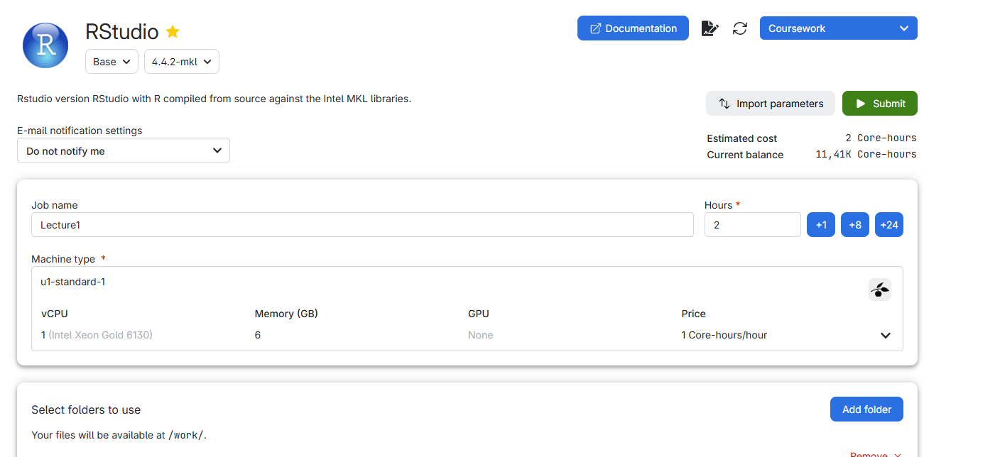 R
RStudio
Documentation
Coursework
Base
4.4.2-mkl
Rstudio version RStudio with R compiled from source against the Intel MKL libraries.
Import parameters
Submit
E-mail notification settings
Do not notify me
Estimated cost 2 Core-hours
Current balance 11,41K Core-hours
Job name
Hours *
Lecture1
2
+1
+8
+24
Machine type *
u1-standard-1
vCPU Memory (GB) GPU Price
1 (Intel Xeon Gold 6130) 6 None 1 Core-hours/hour
Select folders to use
Add folder
Your files will be available at /work/.
Remove